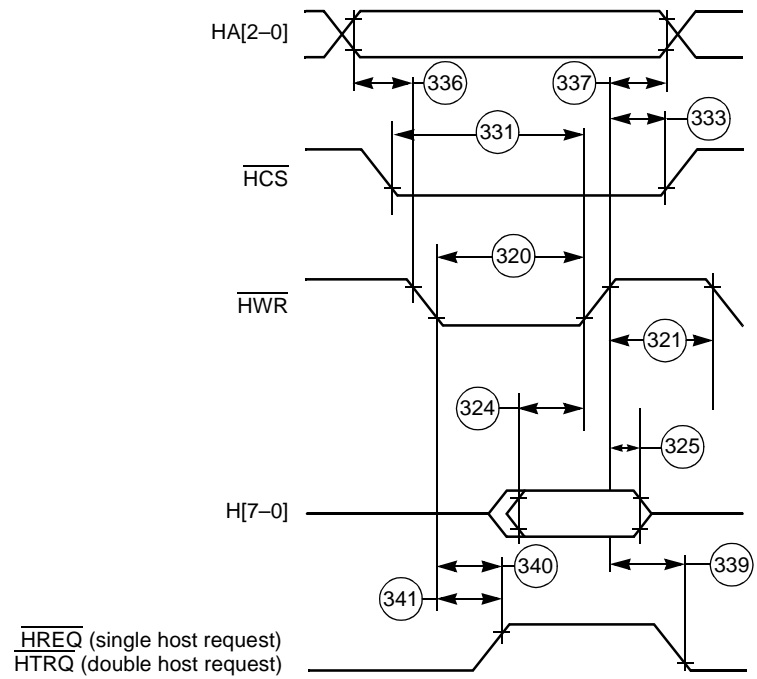 HA[2–0]
336
337
333
331
HCS
320
HWR
321
324
325
H[7–0]
340
339
341
HREQ (single host request)
HTRQ (double host request)